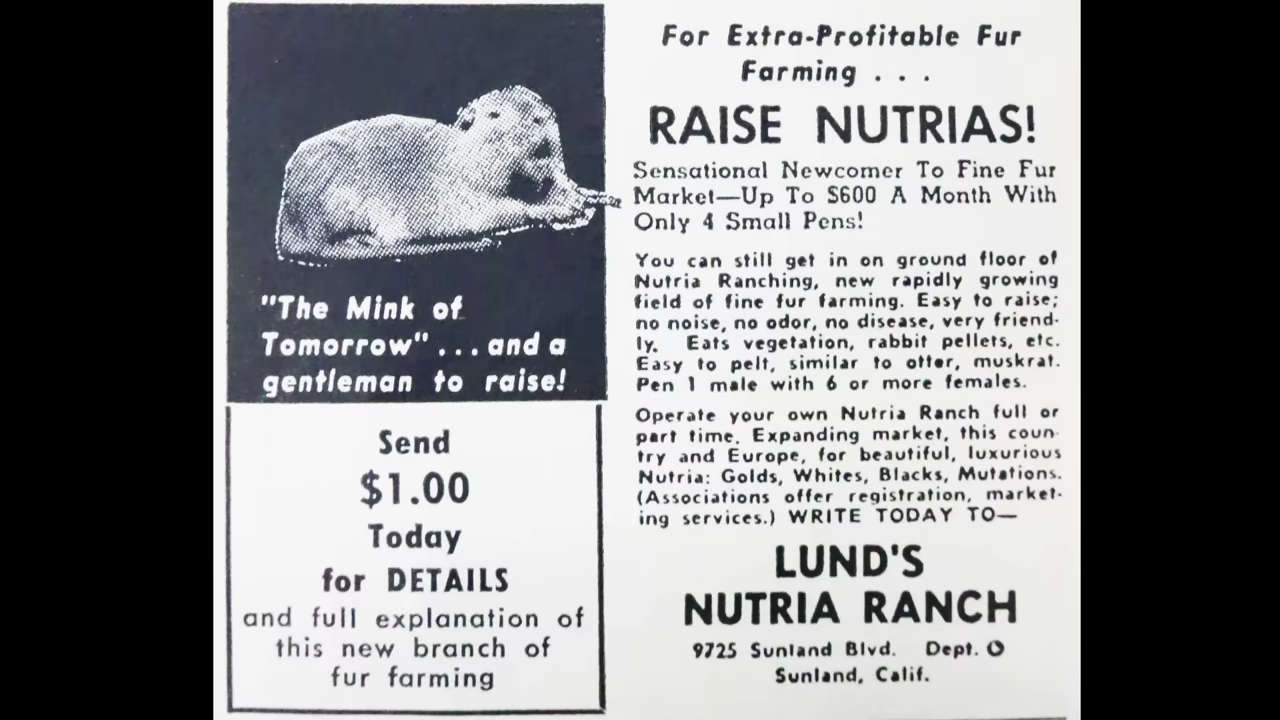 "The Mink of
Tomorrow" . . . and a
gentleman to raise!
Send
$1.00
Today
for DETAILS
and full explanation of
this new branch of
fur farming
For Extra-Profitable Fur
Farming . . .
RAISE NUTRIAS!
Sensational Newcomer To Fine Fur
Market—Up To $600 A Month With
Only 4 Small Pens!
You can still get in on ground floor of
Nutria Ranching, new rapidly growing
field of fine fur farming. Easy to raise;
no noise, no odor, no disease, very friend-
ly. Eats vegetation, rabbit pellets, etc.
Easy to pelt, similar to otter, muskrat.
Pen 1 male with 6 or more females.
Operate your own Nutria Ranch full or
part time. Expanding market, this coun-
try and Europe, for beautiful, luxurious
Nutria: Golds, Whites, Blacks, Mutations.
(Associations offer registration, market-
ing services.) WRITE TODAY TO—
LUND'S
NUTRIA RANCH
9725 Sunland Blvd. Dept. O
Sunland, Calif.